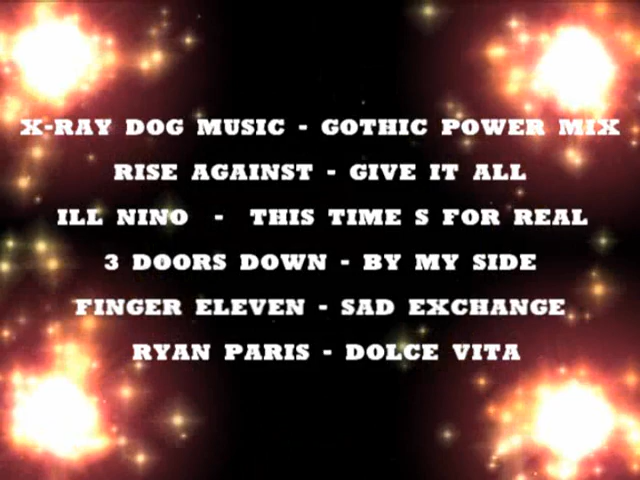 X-RAY DOG MUSIC - GOTHIC POWER MIX
RISE AGAINST - GIVE IT ALL
ILL NINO - THIS TIME S FOR REAL
3 DOORS DOWN - BY MY SIDE
FINGER ELEVEN - SAD EXCHANGE
RYAN PARIS - DOLCE VITA